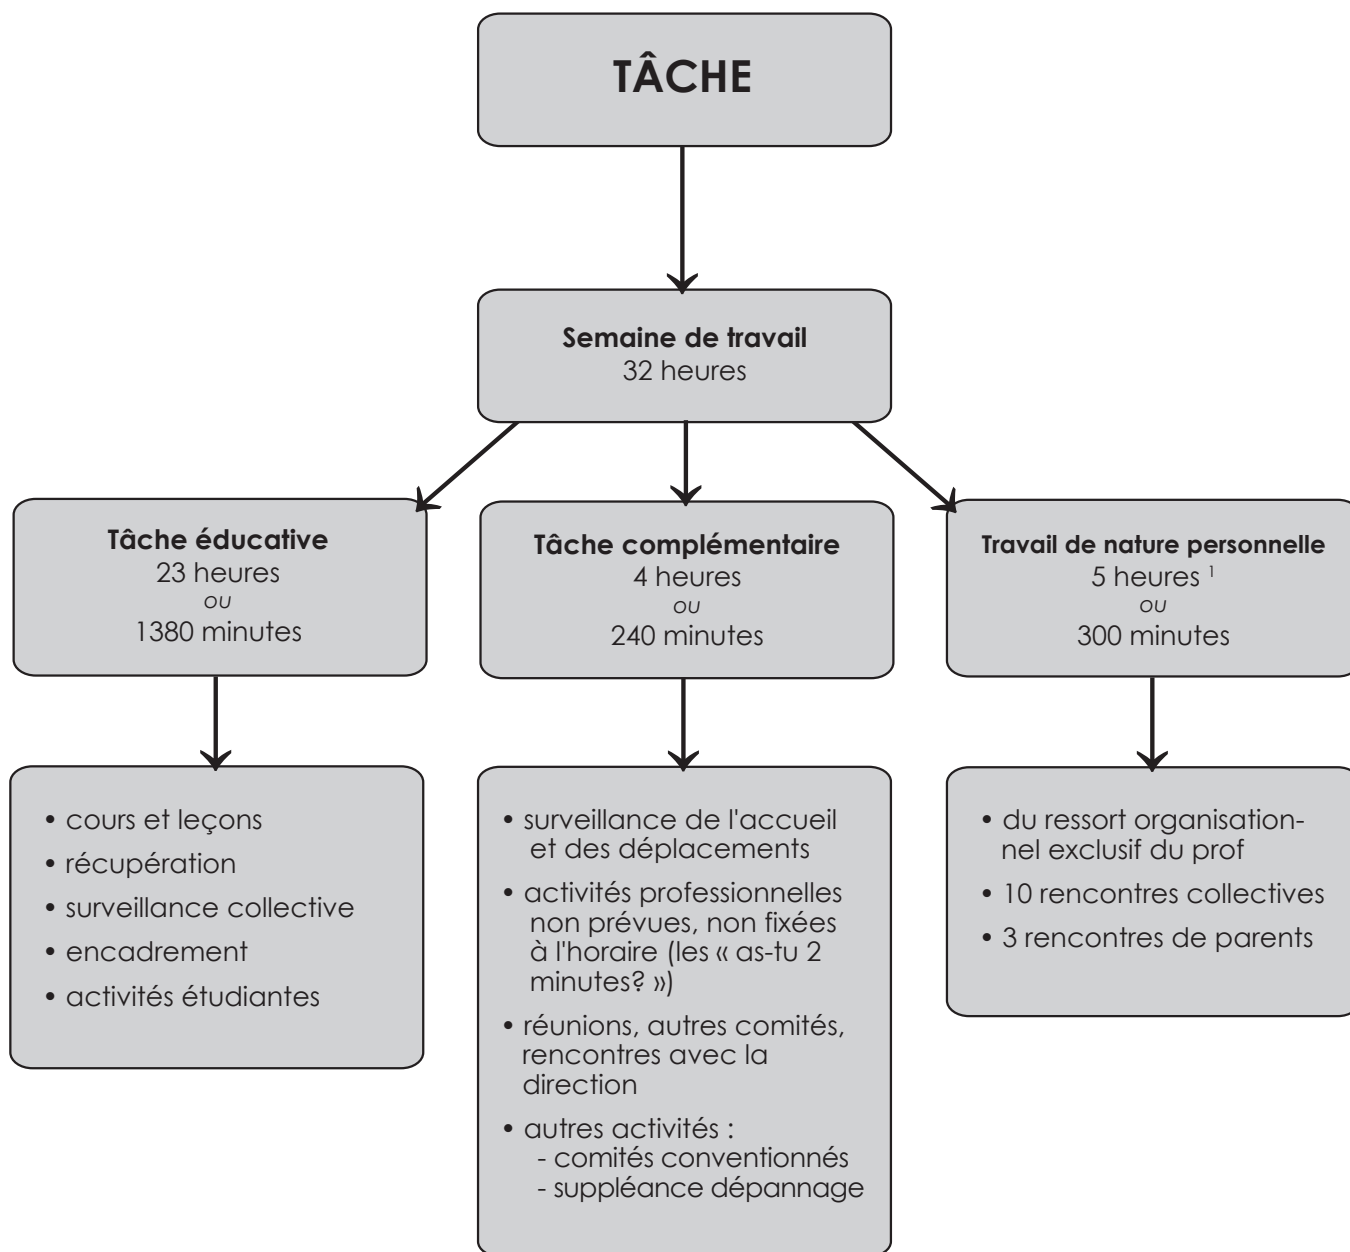 TÂCHE
Semaine de travail
32 heures
Tâche éducative
23 heures
ou
1380 minutes
Tâche complémentaire
4 heures
ou
240 minutes
Travail de nature personnelle
5 heures ¹
ou
300 minutes
• cours et leçons
• récupération
• surveillance collective
• encadrement
• activités étudiantes
• surveillance de l'accueil
et des déplacements
• activités professionnelles
non prévues, non fixées
à l'horaire (les « as-tu 2
minutes? »)
• réunions, autres comités,
rencontres avec la
direction
• autres activités :
- comités conventionnés
- suppléance dépannage
• du ressort organisation-
nel exclusif du prof
• 10 rencontres collectives
• 3 rencontres de parents